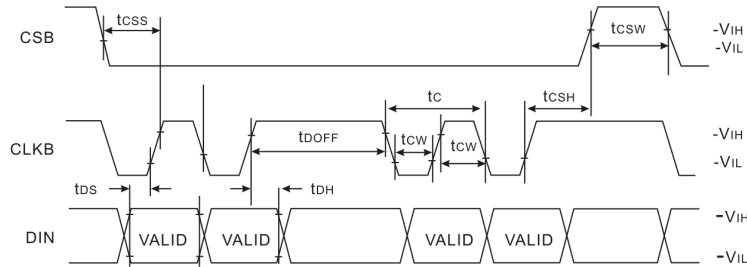 tCSS
tCSW
CSB
-VIH
-VIL
tC
tCSH
tDOFF
tCW
tCW
CLKB
-VIH
-VIL
tDS
tDH
DIN
VALID
VALID
VALID
VALID
-VIH
-VIL